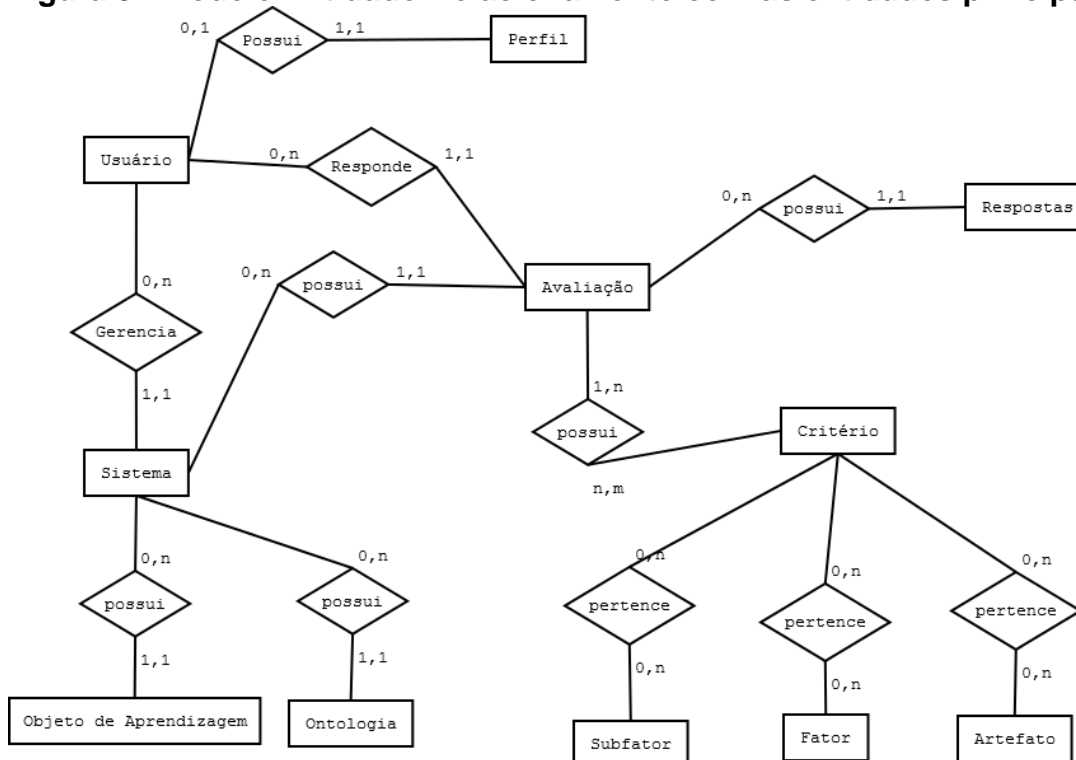 0,1
Possui
1,1
Perfil
Usuário
0,n
Responde
1,1
0,n
possui
1,1
Respostas
0,n
possui
1,1
Avaliação
0,n
Gerencia
1,1
1,n
possui
n,m
Critério
Sistema
0,n
possui
1,1
Objeto de Aprendizagem
0,n
possui
1,1
Ontologia
0,n
pertence
0,n
Subfator
0,n
pertence
0,n
Fator
0,n
pertence
0,n
Artefato